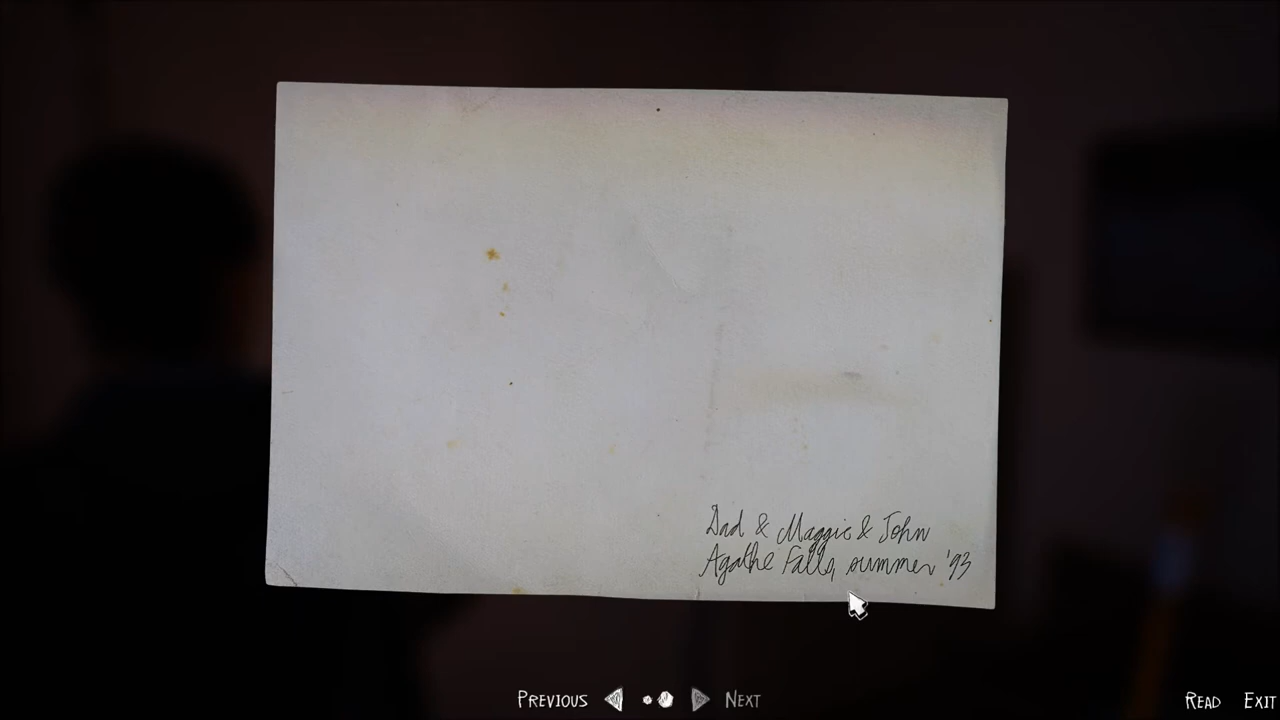 Dad & Maggie & John
Agathe Falls, summer '93
PREVIOUS NEXT
READ EXIT